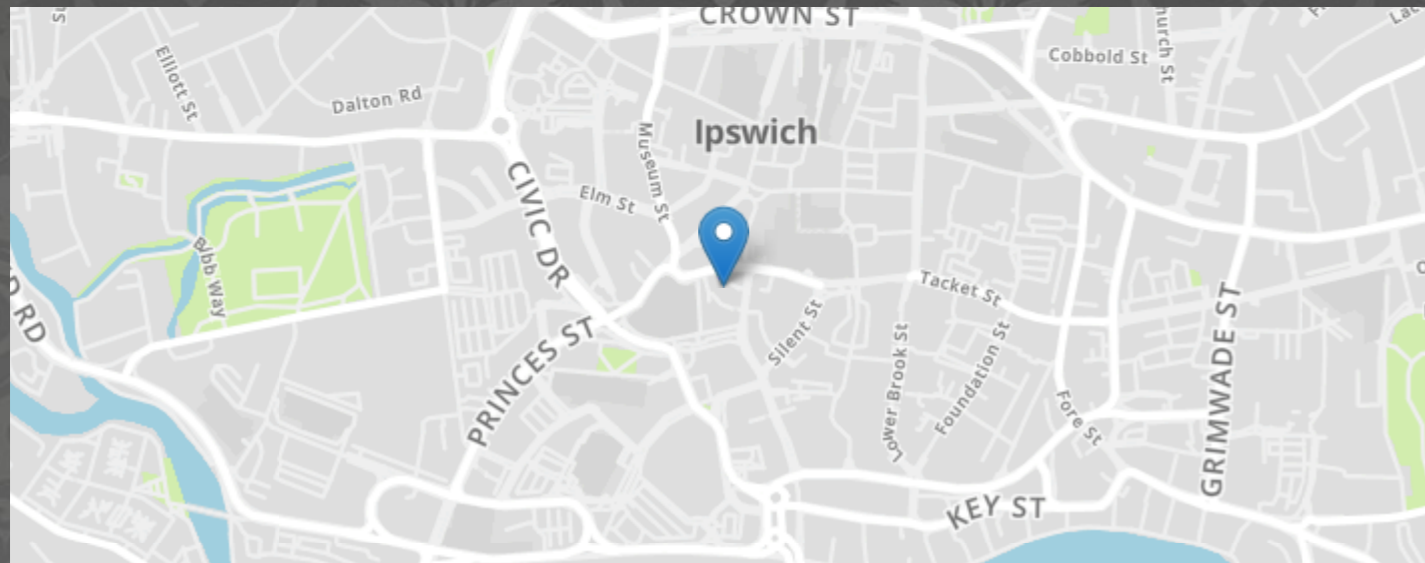 CROWN ST
Elliott St
Dalton Rd
Cobbold St
Museum St
Ipswich
CIVIC DR
Elm St
Bibb Way
PRINCES ST
Silent St
Tacket St
Lower Brook St
Foundation St
Fore St
GRIMWADE ST
KEY ST
RD